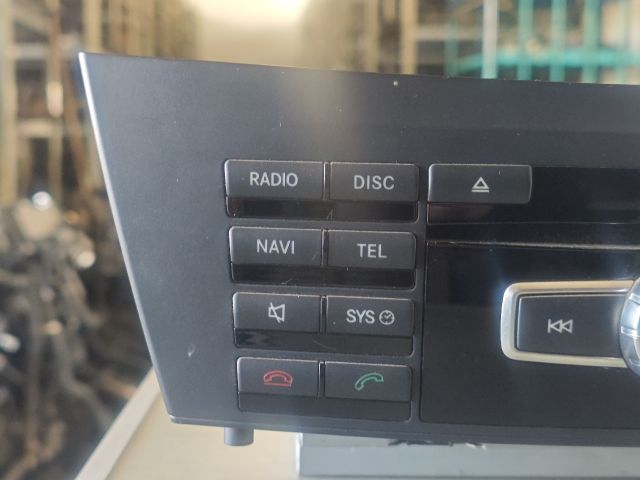 RADIO DISC
NAVI TEL
SYS